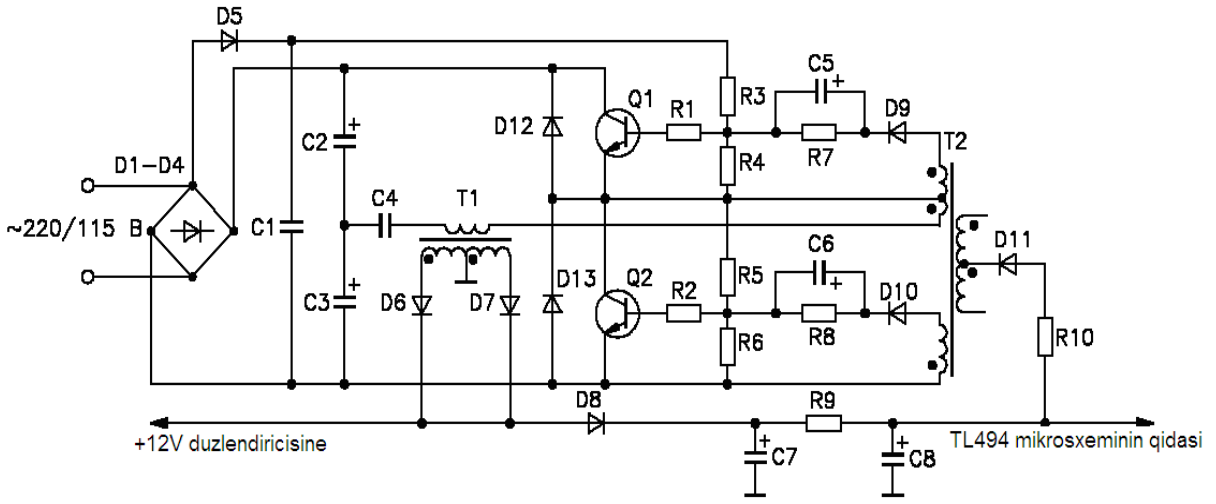 D5
C5
+
Q1
R1
R3
D9
C2
+
D12
R7
T2
D1-D4
R4
C4
T1
~220/115 B
C1
C6
+
D11
C3
+
D6
D7
D13
Q2
R2
R5
D10
R6
R8
R10
D8
R9
+12V duzlendiricisine
+
C7
+
C8
TL494 mikrosxeminin qidasi